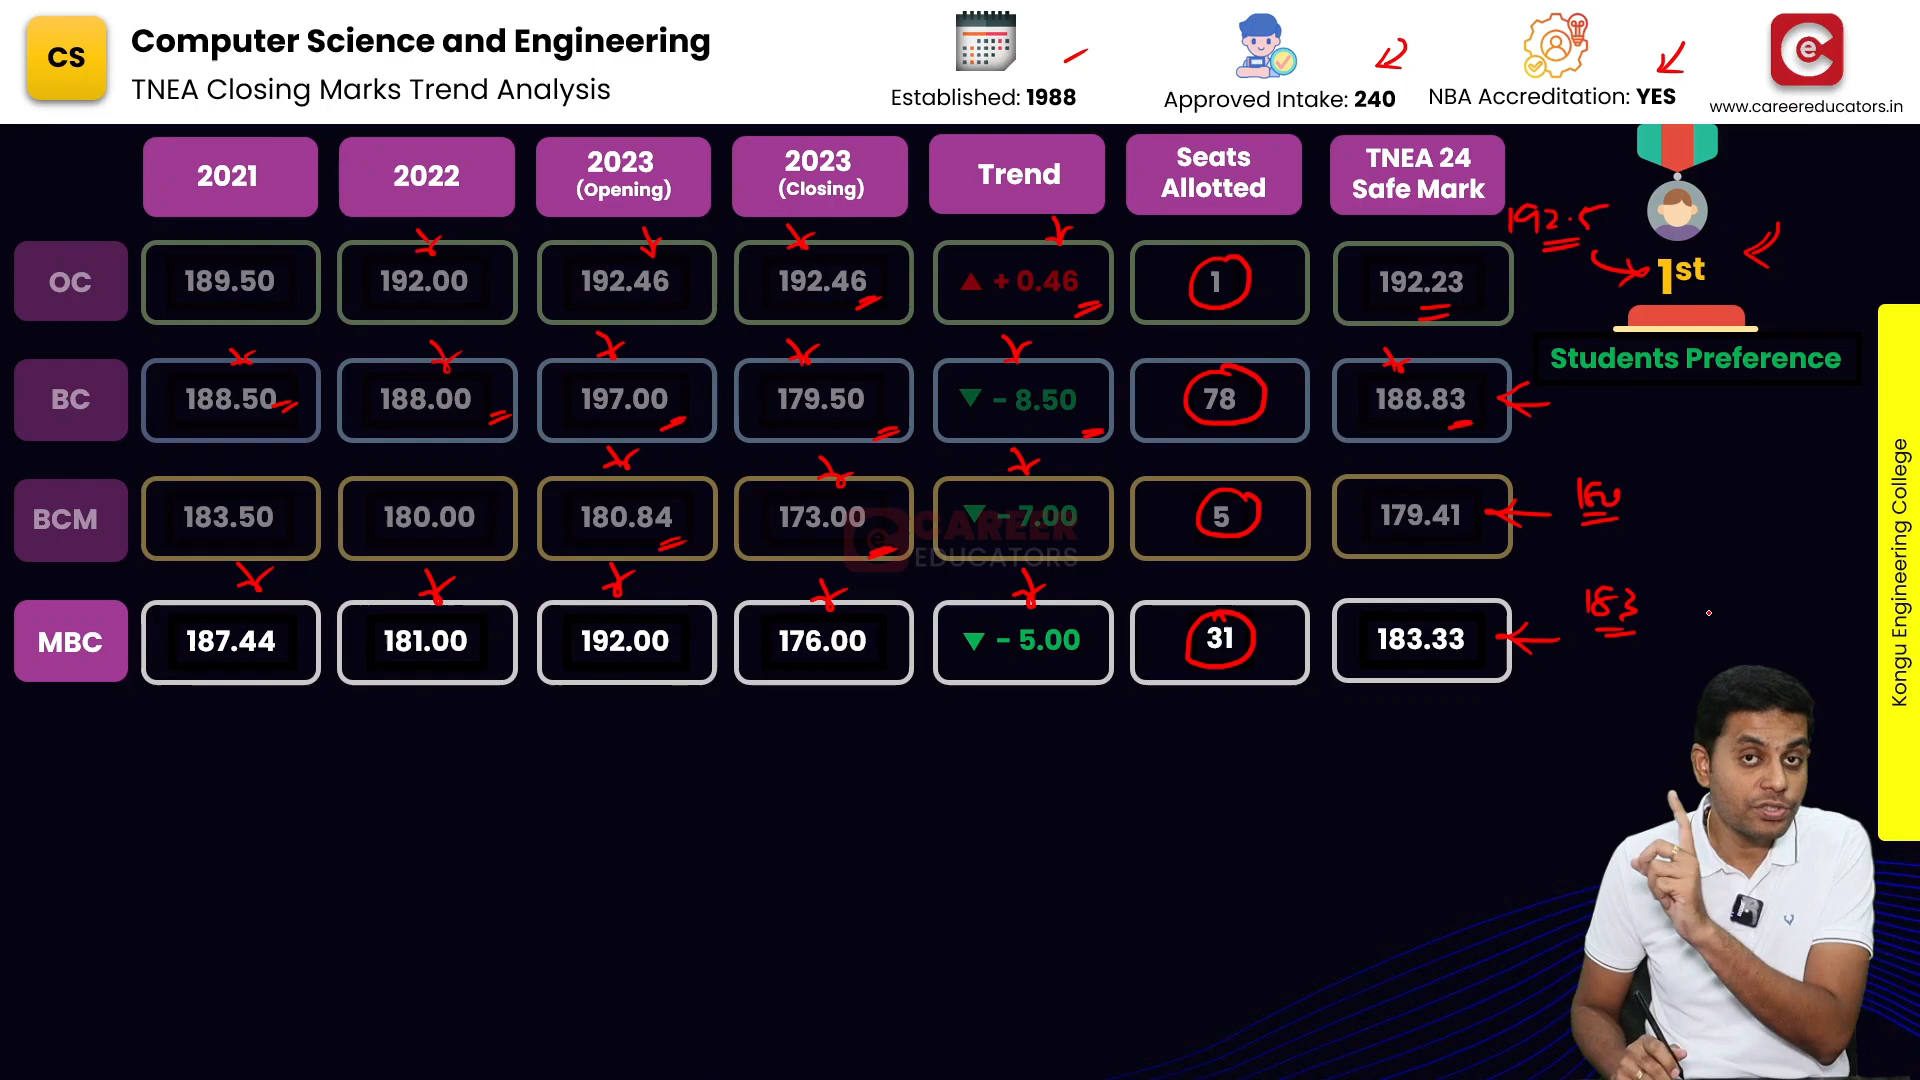 CS
Computer Science and Engineering
TNEA Closing Marks Trend Analysis
Established: 1988
Approved Intake: 240
NBA Accreditation: YES
e
www.careereducators.in
2021
2022
2023
(Opening)
2023
(Closing)
Trend
Seats
Allotted
TNEA 24
Safe Mark
OC
189.50
192.00
192.46
192.46
▲ + 0.46
1
192.23
192.5
1st
Students Preference
BC
188.50
188.00
197.00
179.50
▼ - 8.50
78
188.83
BCM
183.50
180.00
180.84
173.00
▼ - 7.00
5
179.41
180
e CAREER
EDUCATORS
MBC
187.44
181.00
192.00
176.00
▼ - 5.00
31
183.33
183
Kongu Engineering College